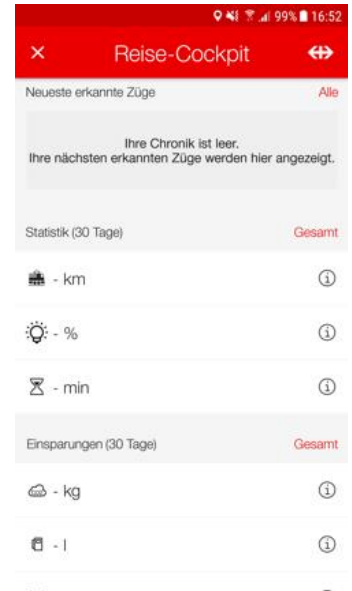 99% 16:52
Reise-Cockpit
Neueste erkannte Züge Alle
Ihre Chronik ist leer.
Ihre nächsten erkannten Züge werden hier angezeigt.
Statistik (30 Tage) Gesamt
- km
- %
- min
Einsparungen (30 Tage) Gesamt
- kg
- l